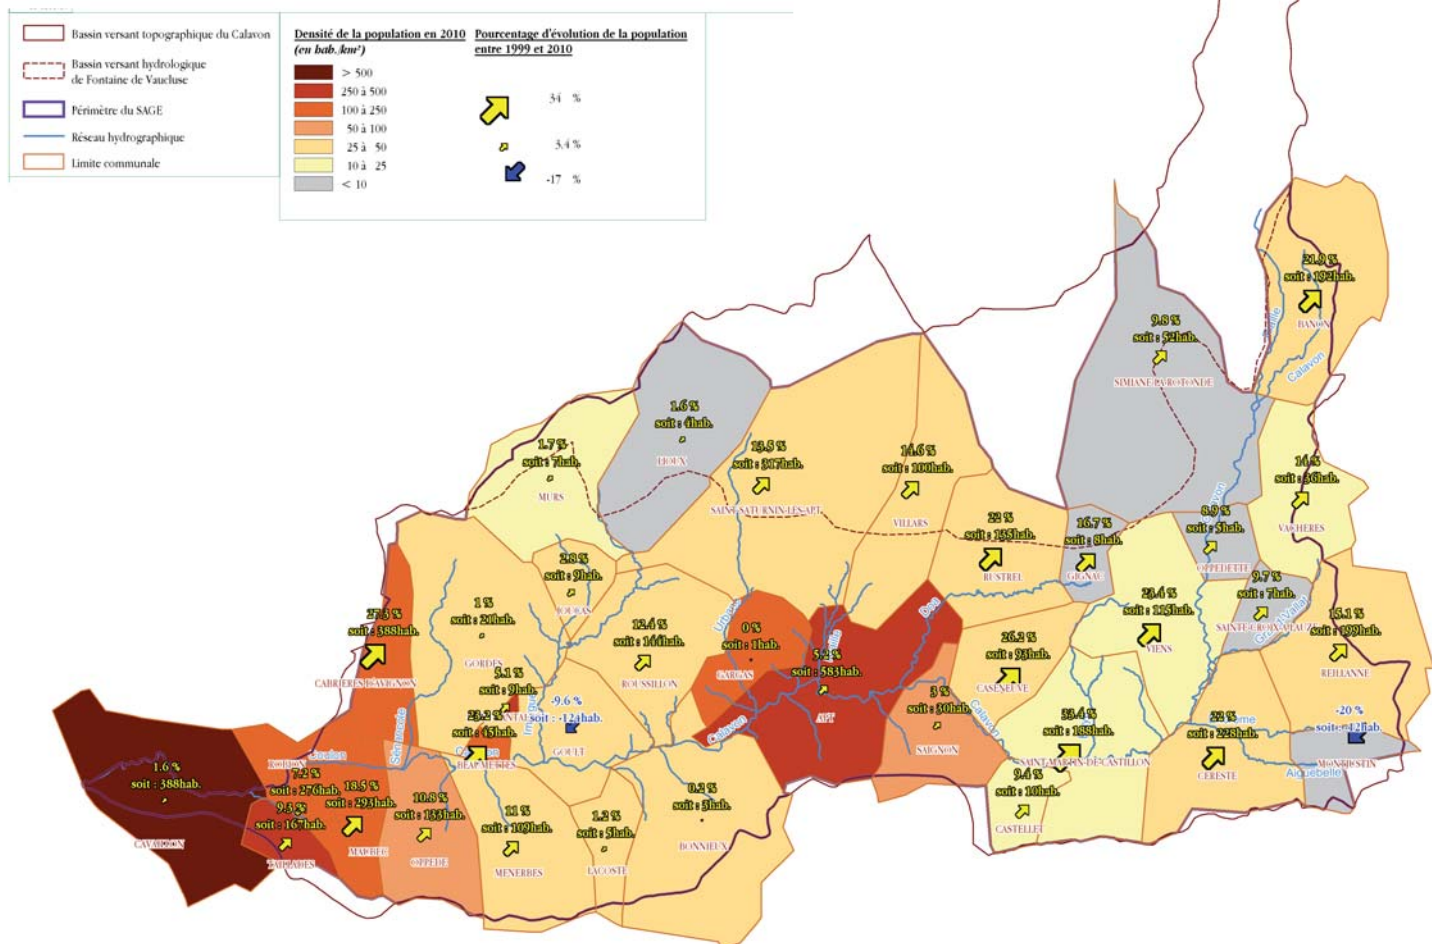 Bassin versant topographique du Calavon
Bassin versant hydrologique
de Fontaine de Vaucluse
Périmètre du SAGE
Réseau hydrographique
Limite communale
Densité de la population en 2010
(en hab./km²)
> 500
250 à 500
100 à 250
50 à 100
25 à 50
10 à 25
< 10
Pourcentage d'évolution de la population
entre 1999 et 2010
34 %
3.4 %
-17 %
21.9 %
soit : 192hab.
BANON
Calavon
9.8 %
soit : 52hab.
SIMIANE-LA-ROTONDE
1.6 %
soit : 4hab.
LIOUX
1.7 %
soit : 7hab.
MURS
13.5 %
soit : 317hab.
SAINT-SATURNIN-LES-APT
14.6 %
soit : 100hab.
VILLARS
14 %
soit : 36hab.
VACHERES
22 %
soit : 135hab.
RUSTREL
16.7 %
soit : 8hab.
GIGNAC
8.9 %
soit : 5hab.
OPPEDETTE
2.8 %
soit : 9hab.
JOUCAS
9.7 %
soit : 7hab.
SAINTE-CROIX-A-LAUZE
23.4 %
soit : 115hab.
VIENS
15.1 %
soit : 199hab.
REILLANNE
27.3 %
soit : 388hab.
CABRIERES-D'AVIGNON
1 %
soit : 21hab.
GORDES
12.4 %
soit : 144hab.
ROUSSILLON
0 %
soit : 1hab.
GARGAS
5.2 %
soit : 583hab.
APT
Doa
26.2 %
soit : 93hab.
CASENEUVE
5.1 %
soit : 9hab.
-9.6 %
soit : -124hab.
GOULT
3 %
soit : 30hab.
SAIGNON
Calavon
Calavon
33.4 %
soit : 188hab.
SAINT-MARTIN-DE-CASTILLON
22 %
soit : 228hab.
CERESTE
-20 %
soit : -12hab.
MONTJUSTIN
Aiguebelle
23.2 %
soit : 45hab.
BEAUMETTES
1.6 %
soit : 388hab.
CAVAILLON
ROBION
7.2 %
soit : 276hab.
9.3 %
soit : 167hab.
TAILLADES
18.5 %
soit : 293hab.
MAUBEC
10.8 %
soit : 133hab.
OPPEDE
11 %
soit : 109hab.
MENERBES
1.2 %
soit : 5hab.
LACOSTE
0.2 %
soit : 3hab.
BONNIEUX
9.4 %
soit : 10hab.
CASTELLET